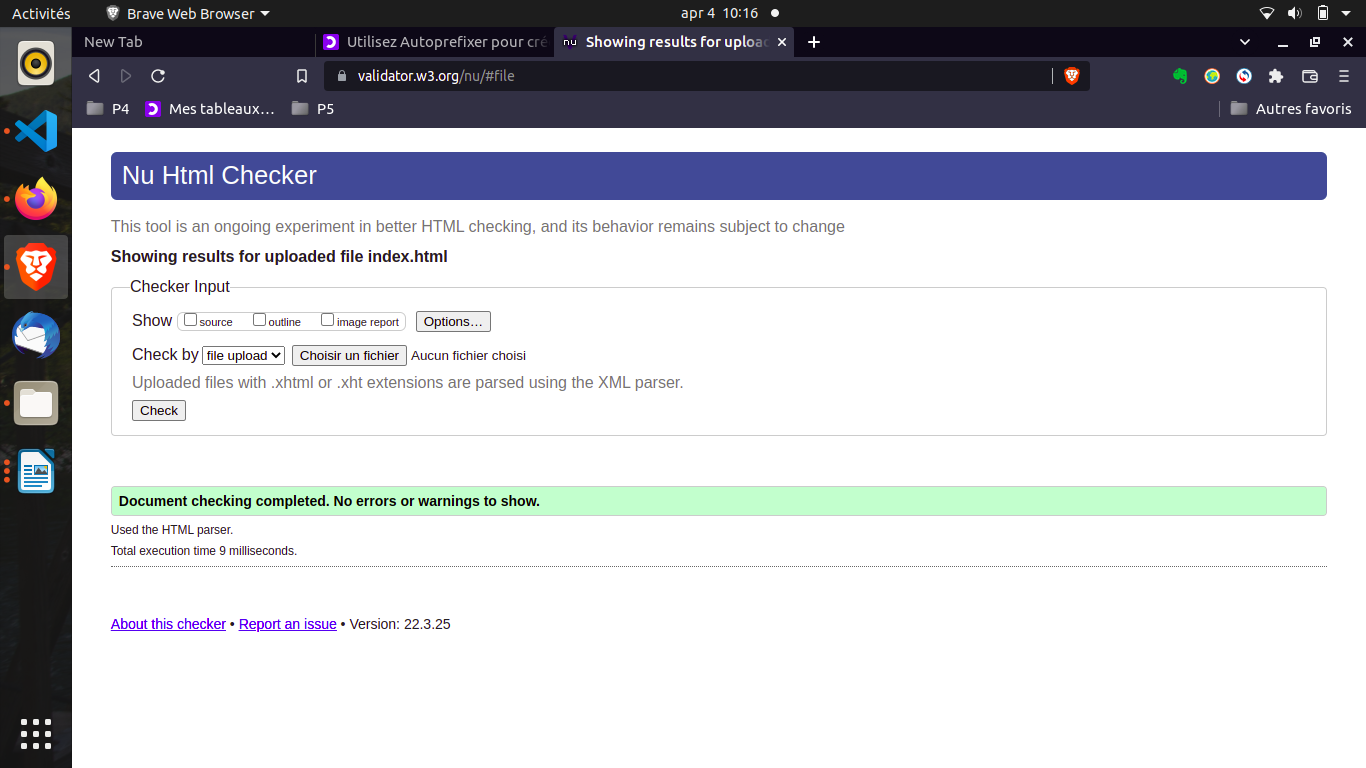 Activités Brave Web Browser apr 4 10:16
New Tab Utilisez Autoprefixer pour cré Showing results for uploa
validator.w3.org/nu/#file
P4 Mes tableaux… P5 Autres favoris
Nu Html Checker
This tool is an ongoing experiment in better HTML checking, and its behavior remains subject to change
Showing results for uploaded file index.html
Checker Input
Show source outline image report Options…
Check by file upload Choisir un fichier Aucun fichier choisi
Uploaded files with .xhtml or .xht extensions are parsed using the XML parser.
Check
Document checking completed. No errors or warnings to show.
Used the HTML parser.
Total execution time 9 milliseconds.
About this checker • Report an issue • Version: 22.3.25